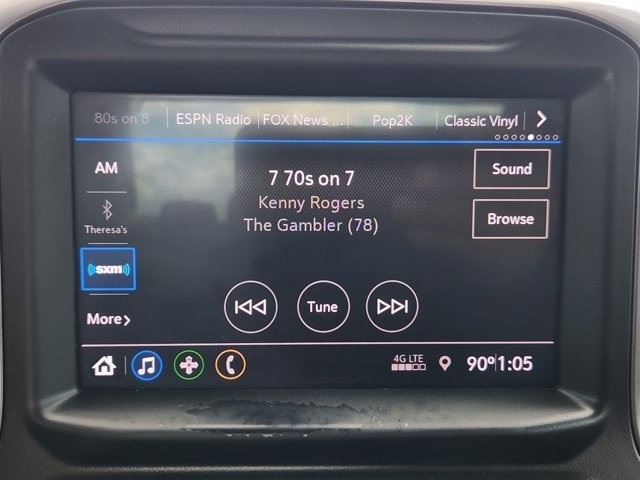 80s on 8 ESPN Radio FOX News ... Pop2K Classic Vinyl
AM
7 70s on 7
Sound
Kenny Rogers
The Gambler (78)
Browse
Theresa's
sxm
Tune
More
4G LTE
90° 1:05